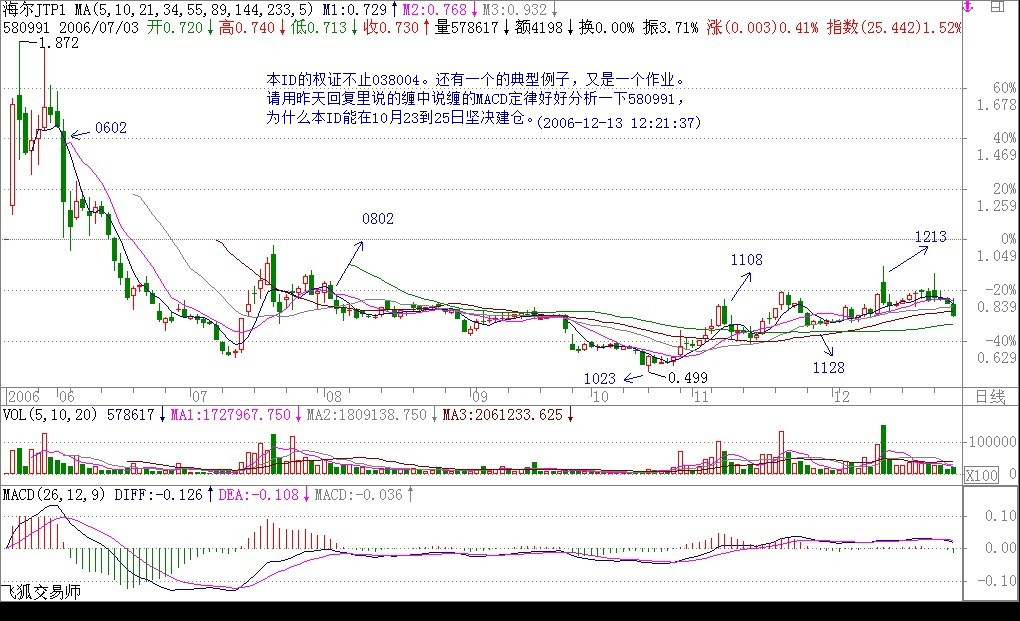 海尔JTP1 MA(5,10,21,34,55,89,144,233,5) M1:0.729↑M2:0.768↓M3:0.932↓
580991 2006/07/03 开0.720↓高0.740↓低0.713↓收0.730↑量578617↓额4198↓换0.00% 振3.71% 涨(0.003)0.41% 指数(25.442)1.52%
1.872
本ID的权证不止038004。还有一个的典型例子，又是一个作业。
请用昨天回复里说的缠中说缠的MACD定律好好分析一下580991，
为什么本ID能在10月23到25日坚决建仓。(2006-12-13 12:21:37)
60%
1.678
0602
40%
1.469
20%
1.259
0802
1213
0%
1.049
1108
-20%
0.839
-40%
0.629
1128
1023
0.499
2006 06 07 08 09 10 11 12 日线
VOL(5,10,20) 578617↓MA1:1727967.750↓MA2:1809138.750↓MA3:2061233.625↓
100000
0
X100
MACD(26,12,9) DIFF:-0.126↑DEA:-0.108↓MACD:-0.036↑
0.10
0.00
-0.10
飞狐交易师